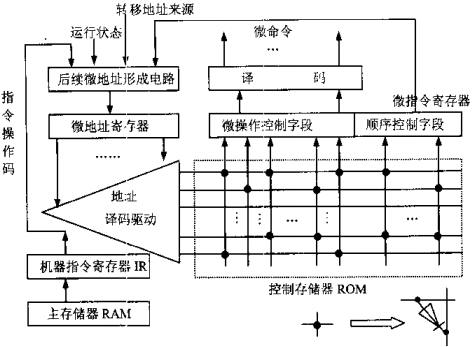 转移地址来源
运行状态
微命令
…
后续微地址形成电路
译 码
微指令寄存器
指令操作码
微地址寄存器
微操作控制字段
顺序控制字段
……
地址
译码驱动
…
…
机器指令寄存器 IR
控制存储器 ROM
主存储器 RAM